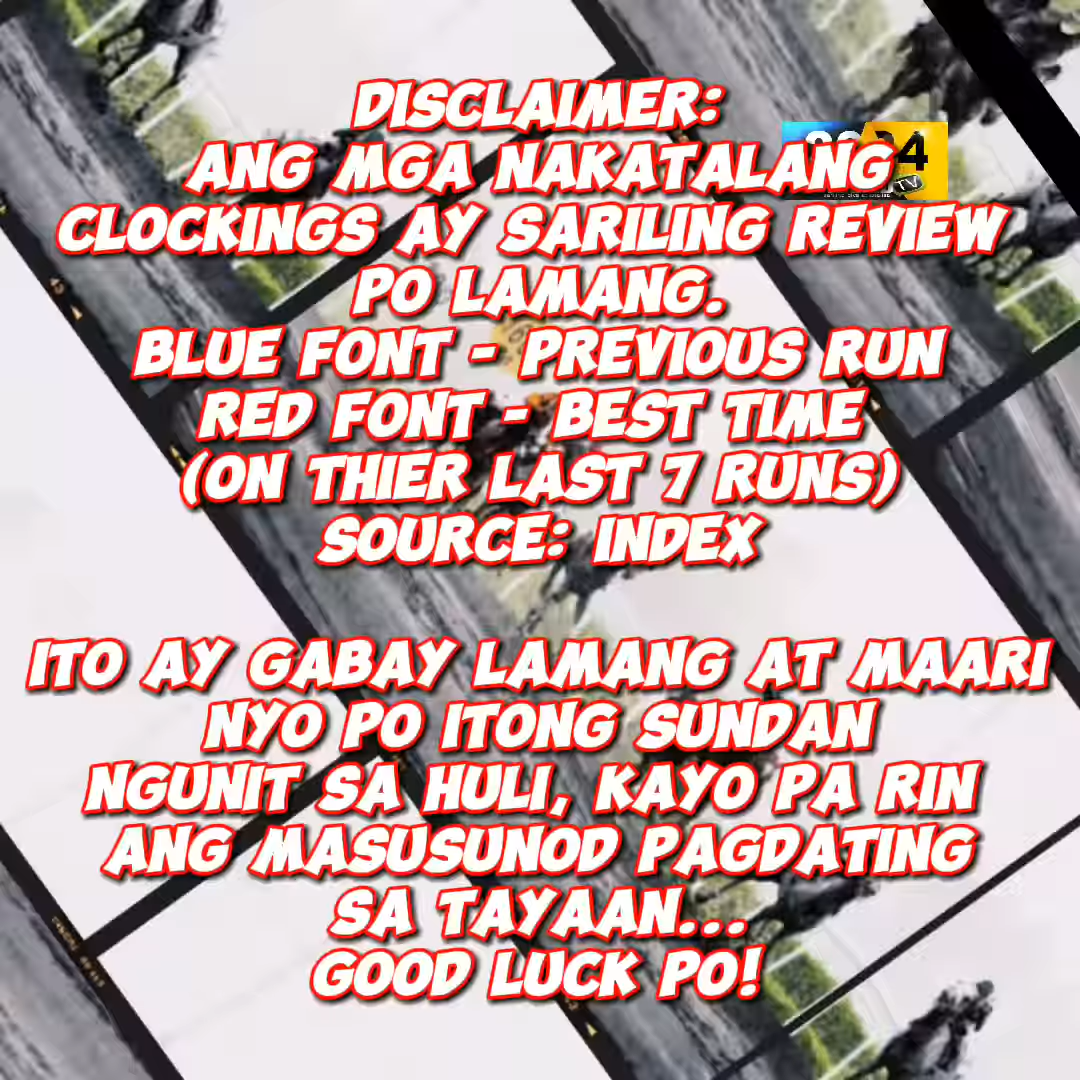 DISCLAIMER:
ANG MGA NAKATALANG
CLOCKINGS AY SARILING REVIEW
PO LAMANG.
BLUE FONT - PREVIOUS RUN
RED FONT - BEST TIME
(ON THIER LAST 7 RUNS)
SOURCE: INDEX
ITO AY GABAY LAMANG AT MAARI
NYO PO ITONG SUNDAN
NGUNIT SA HULI, KAYO PA RIN
ANG MASUSUNOD PAGDATING
SA TAYAAN...
GOOD LUCK PO!
4
TV